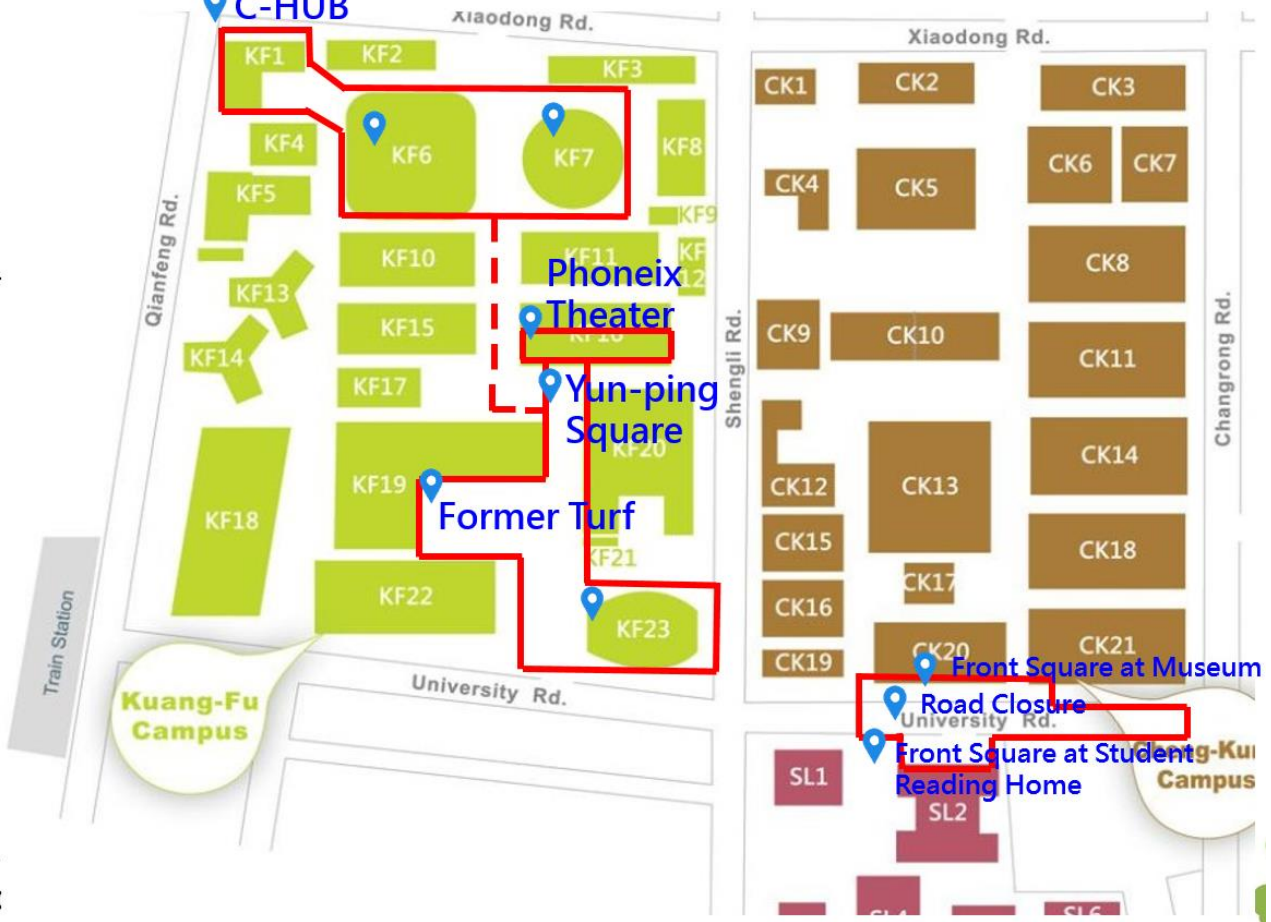 C-HUB
Xiaodong Rd.
Xiaodong Rd.
KF1
KF2
KF3
CK1
CK2
CK3
KF4
KF6
KF7
KF8
CK4
CK5
CK6
CK7
KF5
KF9
Qianfeng Rd.
KF10
KF11
KF
12
CK8
Phoneix
Theater
KF13
KF15
KF16
Shengli Rd.
CK9
CK10
CK11
Changrong Rd.
KF14
KF17
Yun-ping
Square
KF20
CK14
KF19
CK12
CK13
Former Turf
KF18
KF21
CK15
CK18
KF22
CK17
CK16
KF23
Train Station
CK19
CK20
CK21
Front Square at Museum
University Rd.
Kuang-Fu
Campus
Road Closure
University Rd.
Front Square at Student
Reading Home
Campus
SL1
SL2